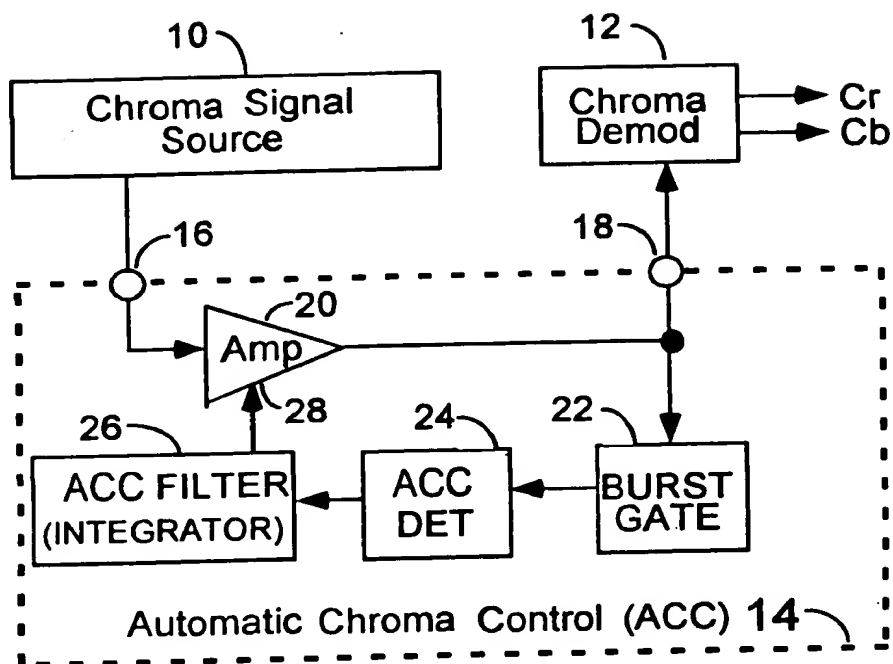 10
Chroma Signal
Source
12
Chroma
Demod
Cr
Cb
16
18
20
Amp
28
26
ACC FILTER
(INTEGRATOR)
24
ACC
DET
22
BURST
GATE
Automatic Chroma Control (ACC) 14